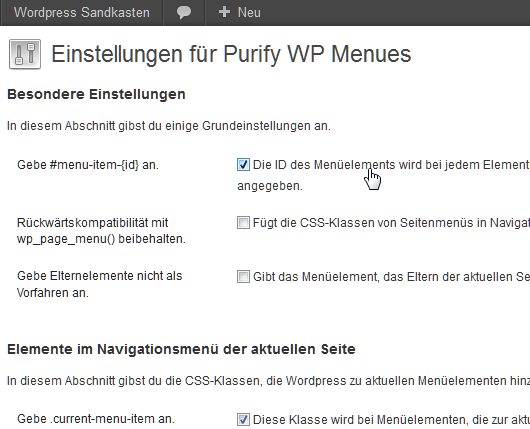 Wordpress Sandkasten
Neu
Einstellungen für Purify WP Menues
Besondere Einstellungen
In diesem Abschnitt gibst du einige Grundeinstellungen an.
Gebe #menu-item-{id} an.
Die ID des Menüelements wird bei jedem Element
angegeben.
Rückwärtskompatibilität mit
wp_page_menu() beibehalten.
Fügt die CSS-Klassen von Seitenmenüs in Naviga
Gebe Elternelemente nicht als
Vorfahren an.
Gibt das Menüelement, das Eltern der aktuellen Se
Elemente im Navigationsmenü der aktuellen Seite
In diesem Abschnitt gibst du die CSS-Klassen, die Wordpress zu aktuellen Menüelementen hinz
Gebe .current-menu-item an.
Diese Klasse wird bei Menüelementen, die zur aktu